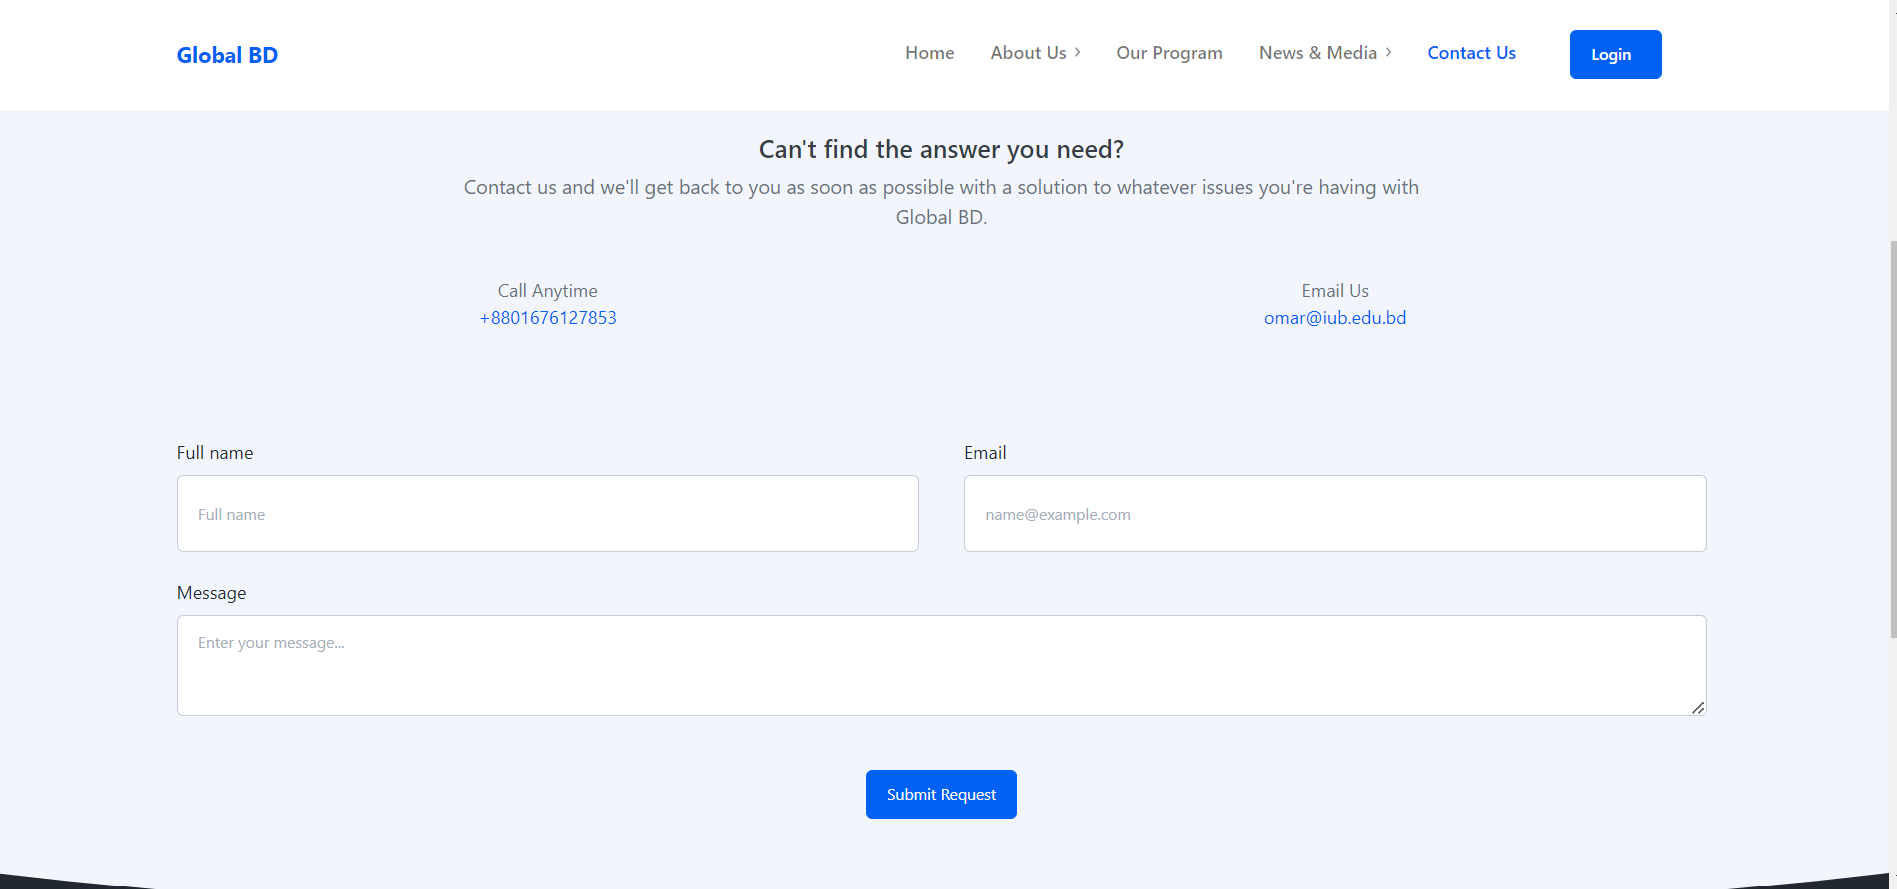 Global BD
Home
About Us
Our Program
News & Media
Contact Us
Login
Can't find the answer you need?
Contact us and we'll get back to you as soon as possible with a solution to whatever issues you're having with
Global BD.
Call Anytime
+8801676127853
Email Us
omar@iub.edu.bd
Full name
Full name
Email
name@example.com
Message
Enter your message...
Submit Request